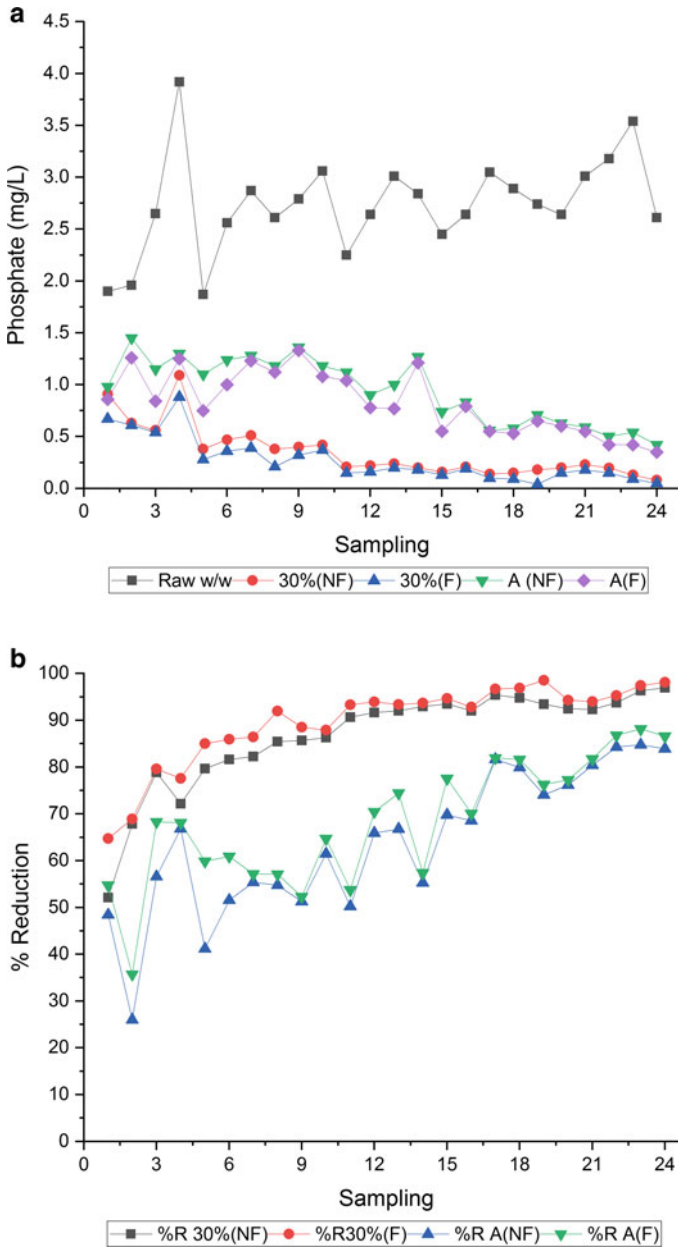 a
4.5
4.0
3.5
3.0
2.5
2.0
1.5
1.0
0.5
0.0
Phosphate (mg/L)
0 3 6 9 12 15 18 21 24
Sampling
Raw w/w 30%(NF) 30%(F) A (NF) A(F)
b
100
90
80
70
60
50
40
30
20
10
0
% Reduction
0 3 6 9 12 15 18 21 24
Sampling
%R 30%(NF) %R30%(F) %R A(NF) %R A(F)